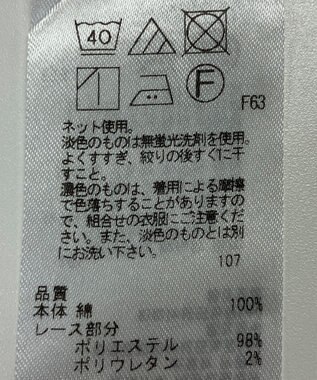 40
F
F63
ネット使用。
淡色のものは無蛍光洗剤を使用。
よくすすぎ、絞りの後すぐに干
すこと。
濃色のものは、着用による摩擦
で色落ちすることがありますの
で、組合せの衣服にご注意くだ
さい。また、淡色のものとは別
にお洗い下さい。
107
品質
本体 綿 100%
レース部分
ポリエステル 98%
ポリウレタン 2%